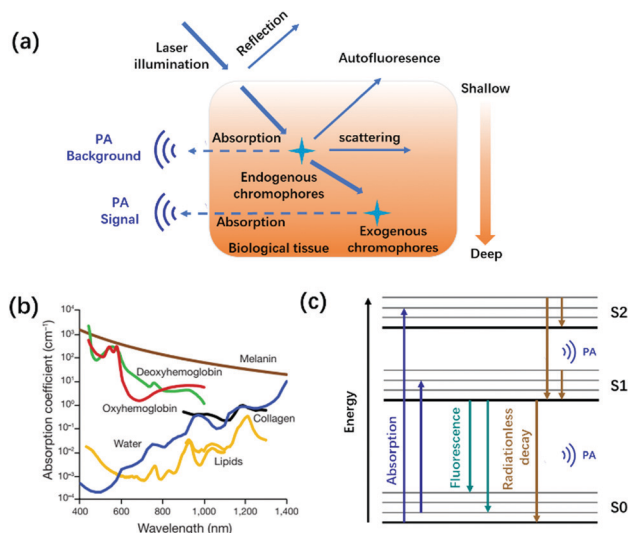 (a)
Laser
illumination
Reflection
Autofluoresence
Shallow
PA
Background
Absorption
scattering
Endogenous
chromophores
PA
Signal
Absorption
Exogenous
chromophores
Biological tissue
Deep
(b)
Absorption coefficient (cm⁻¹)
10⁴
10³
10²
10¹
10⁰
10⁻¹
10⁻²
10⁻³
10⁻⁴
Melanin
Deoxyhemoglobin
Oxyhemoglobin
Collagen
Water
Lipids
400 600 800 1,000 1,200 1,400
Wavelength (nm)
(c)
Energy
S2
PA
S1
Absorption
Fluorescence
Radiationless
decay
PA
S0